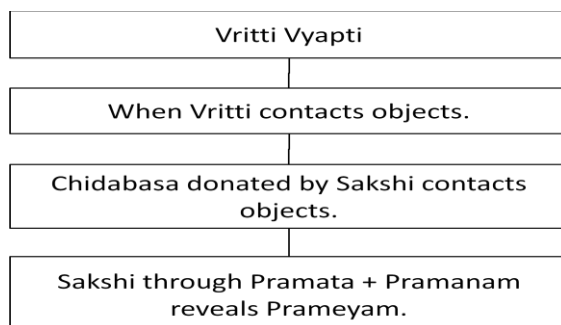 Vritti Vyapti
When Vritti contacts objects.
Chidabasa donated by Sakshi contacts
objects.
Sakshi through Pramata + Pramanam
reveals Prameyam.